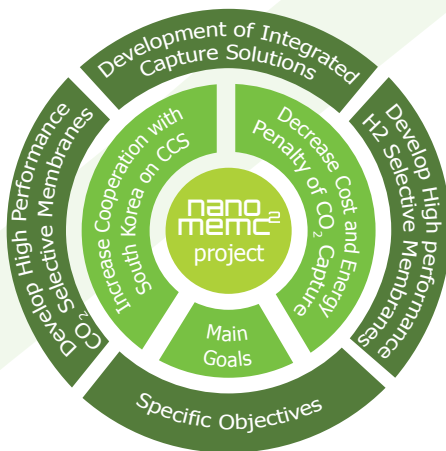 Development of Integrated
Capture Solutions
Develop High Performance
CO₂ Selective Membranes
Develop High performance
H2 Selective Membranes
Specific Objectives
Increase Cooperation with
South Korea on CCS
Decrease Cost and Energy
Penalty of CO₂ Capture
Main
Goals
nano
memc²
project